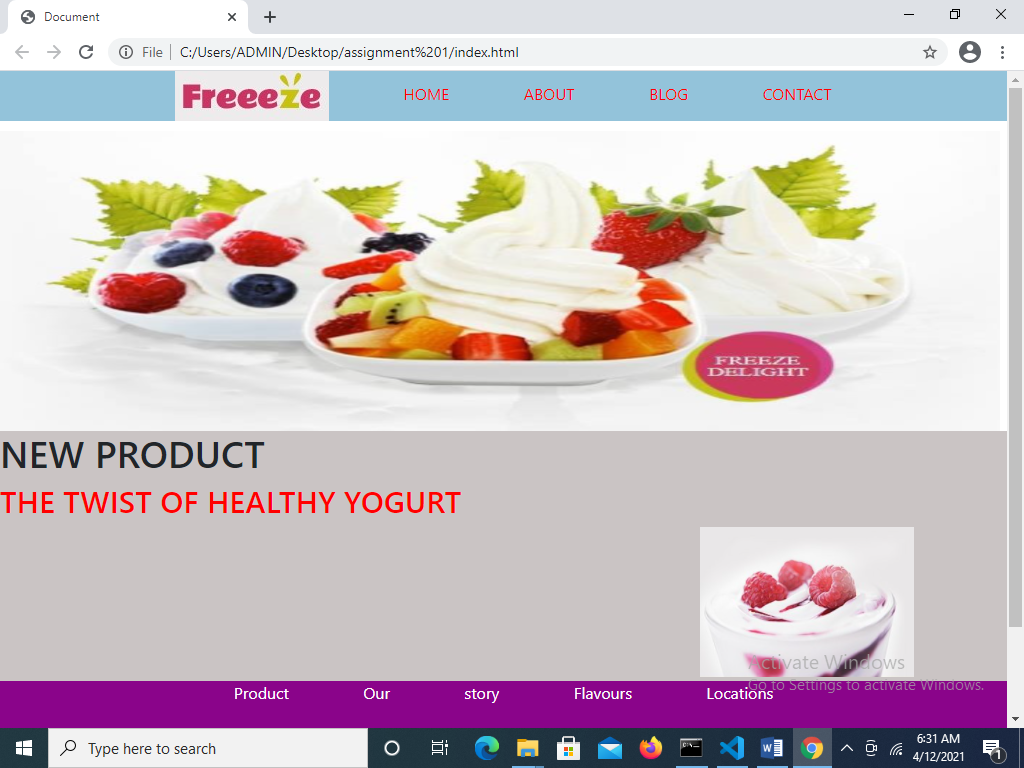 Document
File
C:/Users/ADMIN/Desktop/assignment%201/index.html
Freeeze HOME ABOUT BLOG CONTACT
FREEZE
DELIGHT
NEW PRODUCT
THE TWIST OF HEALTHY YOGURT
Activate Windows
Go to Settings to activate Windows.
Product Our story Flavours Locations
Type here to search
6:31 AM
4/12/2021
1